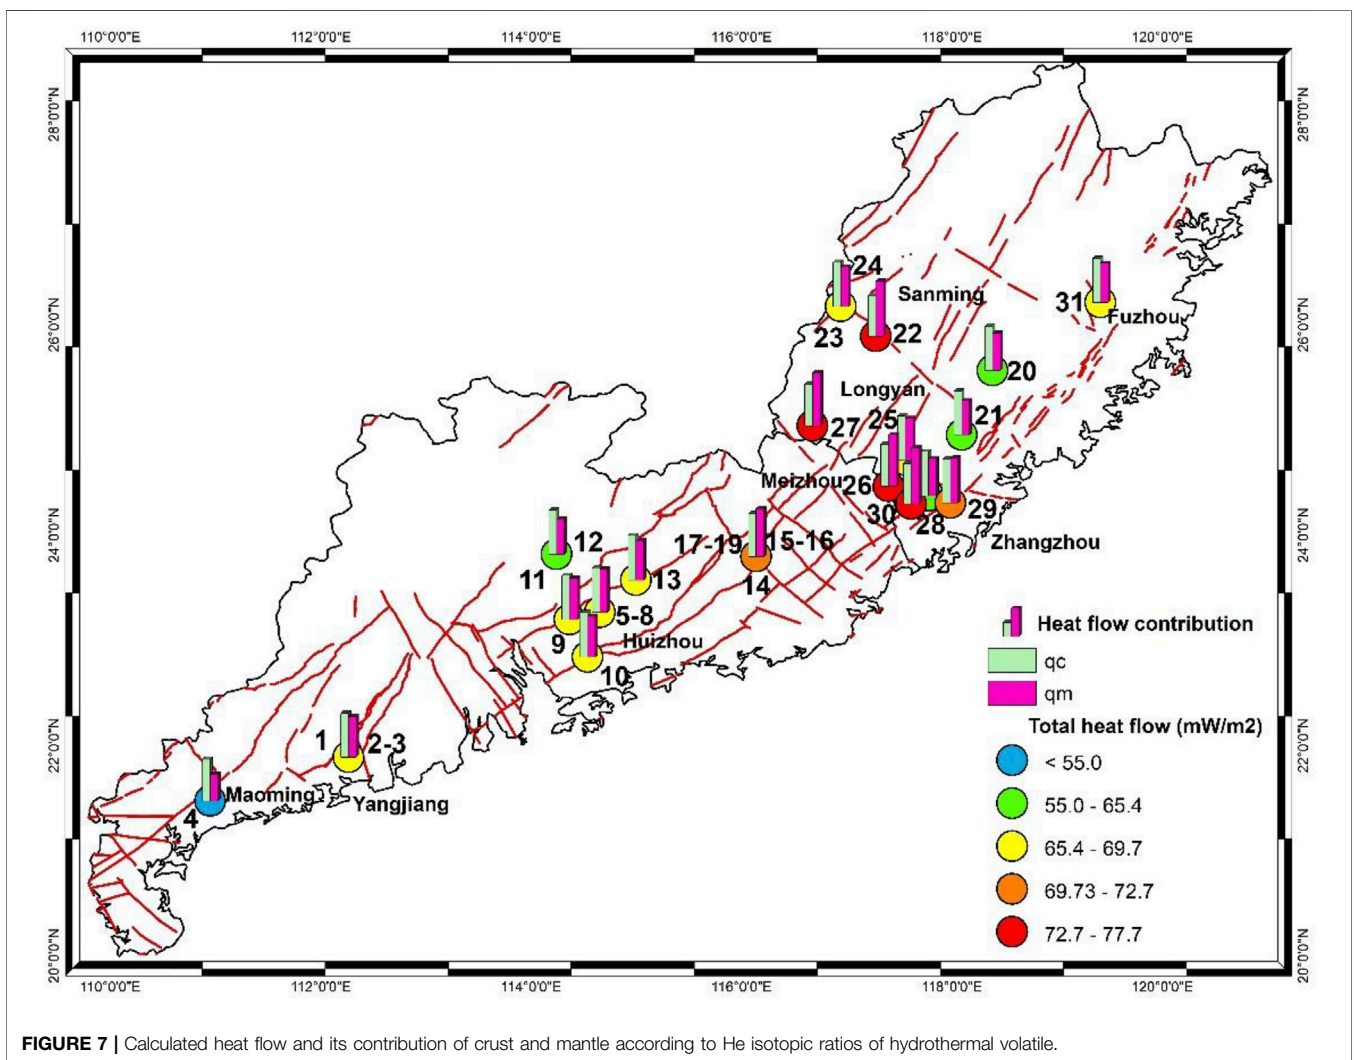 110°0'0"E 112°0'0"E 114°0'0"E 116°0'0"E 118°0'0"E 120°0'0"E
28°0'0"N 28°0'0"N
24
Sanming
31
Fuzhou
23
22
26°0'0"N 26°0'0"N
20
Longyan
25
21
27
Meizhou
26
30
28
29
24°0'0"N 24°0'0"N
12
17-19
15-16
Zhangzhou
11
13
14
5-8
9
Huizhou
10
Heat flow contribution
qc
qm
Total heat flow (mW/m2)
1
2-3
22°0'0"N 22°0'0"N
< 55.0
Maoming
4
Yangjiang
55.0 - 65.4
65.4 - 69.7
69.73 - 72.7
72.7 - 77.7
20°0'0"N 20°0'0"N
110°0'0"E 112°0'0"E 114°0'0"E 116°0'0"E 118°0'0"E 120°0'0"E
FIGURE 7 | Calculated heat flow and its contribution of crust and mantle according to He isotopic ratios of hydrothermal volatile.